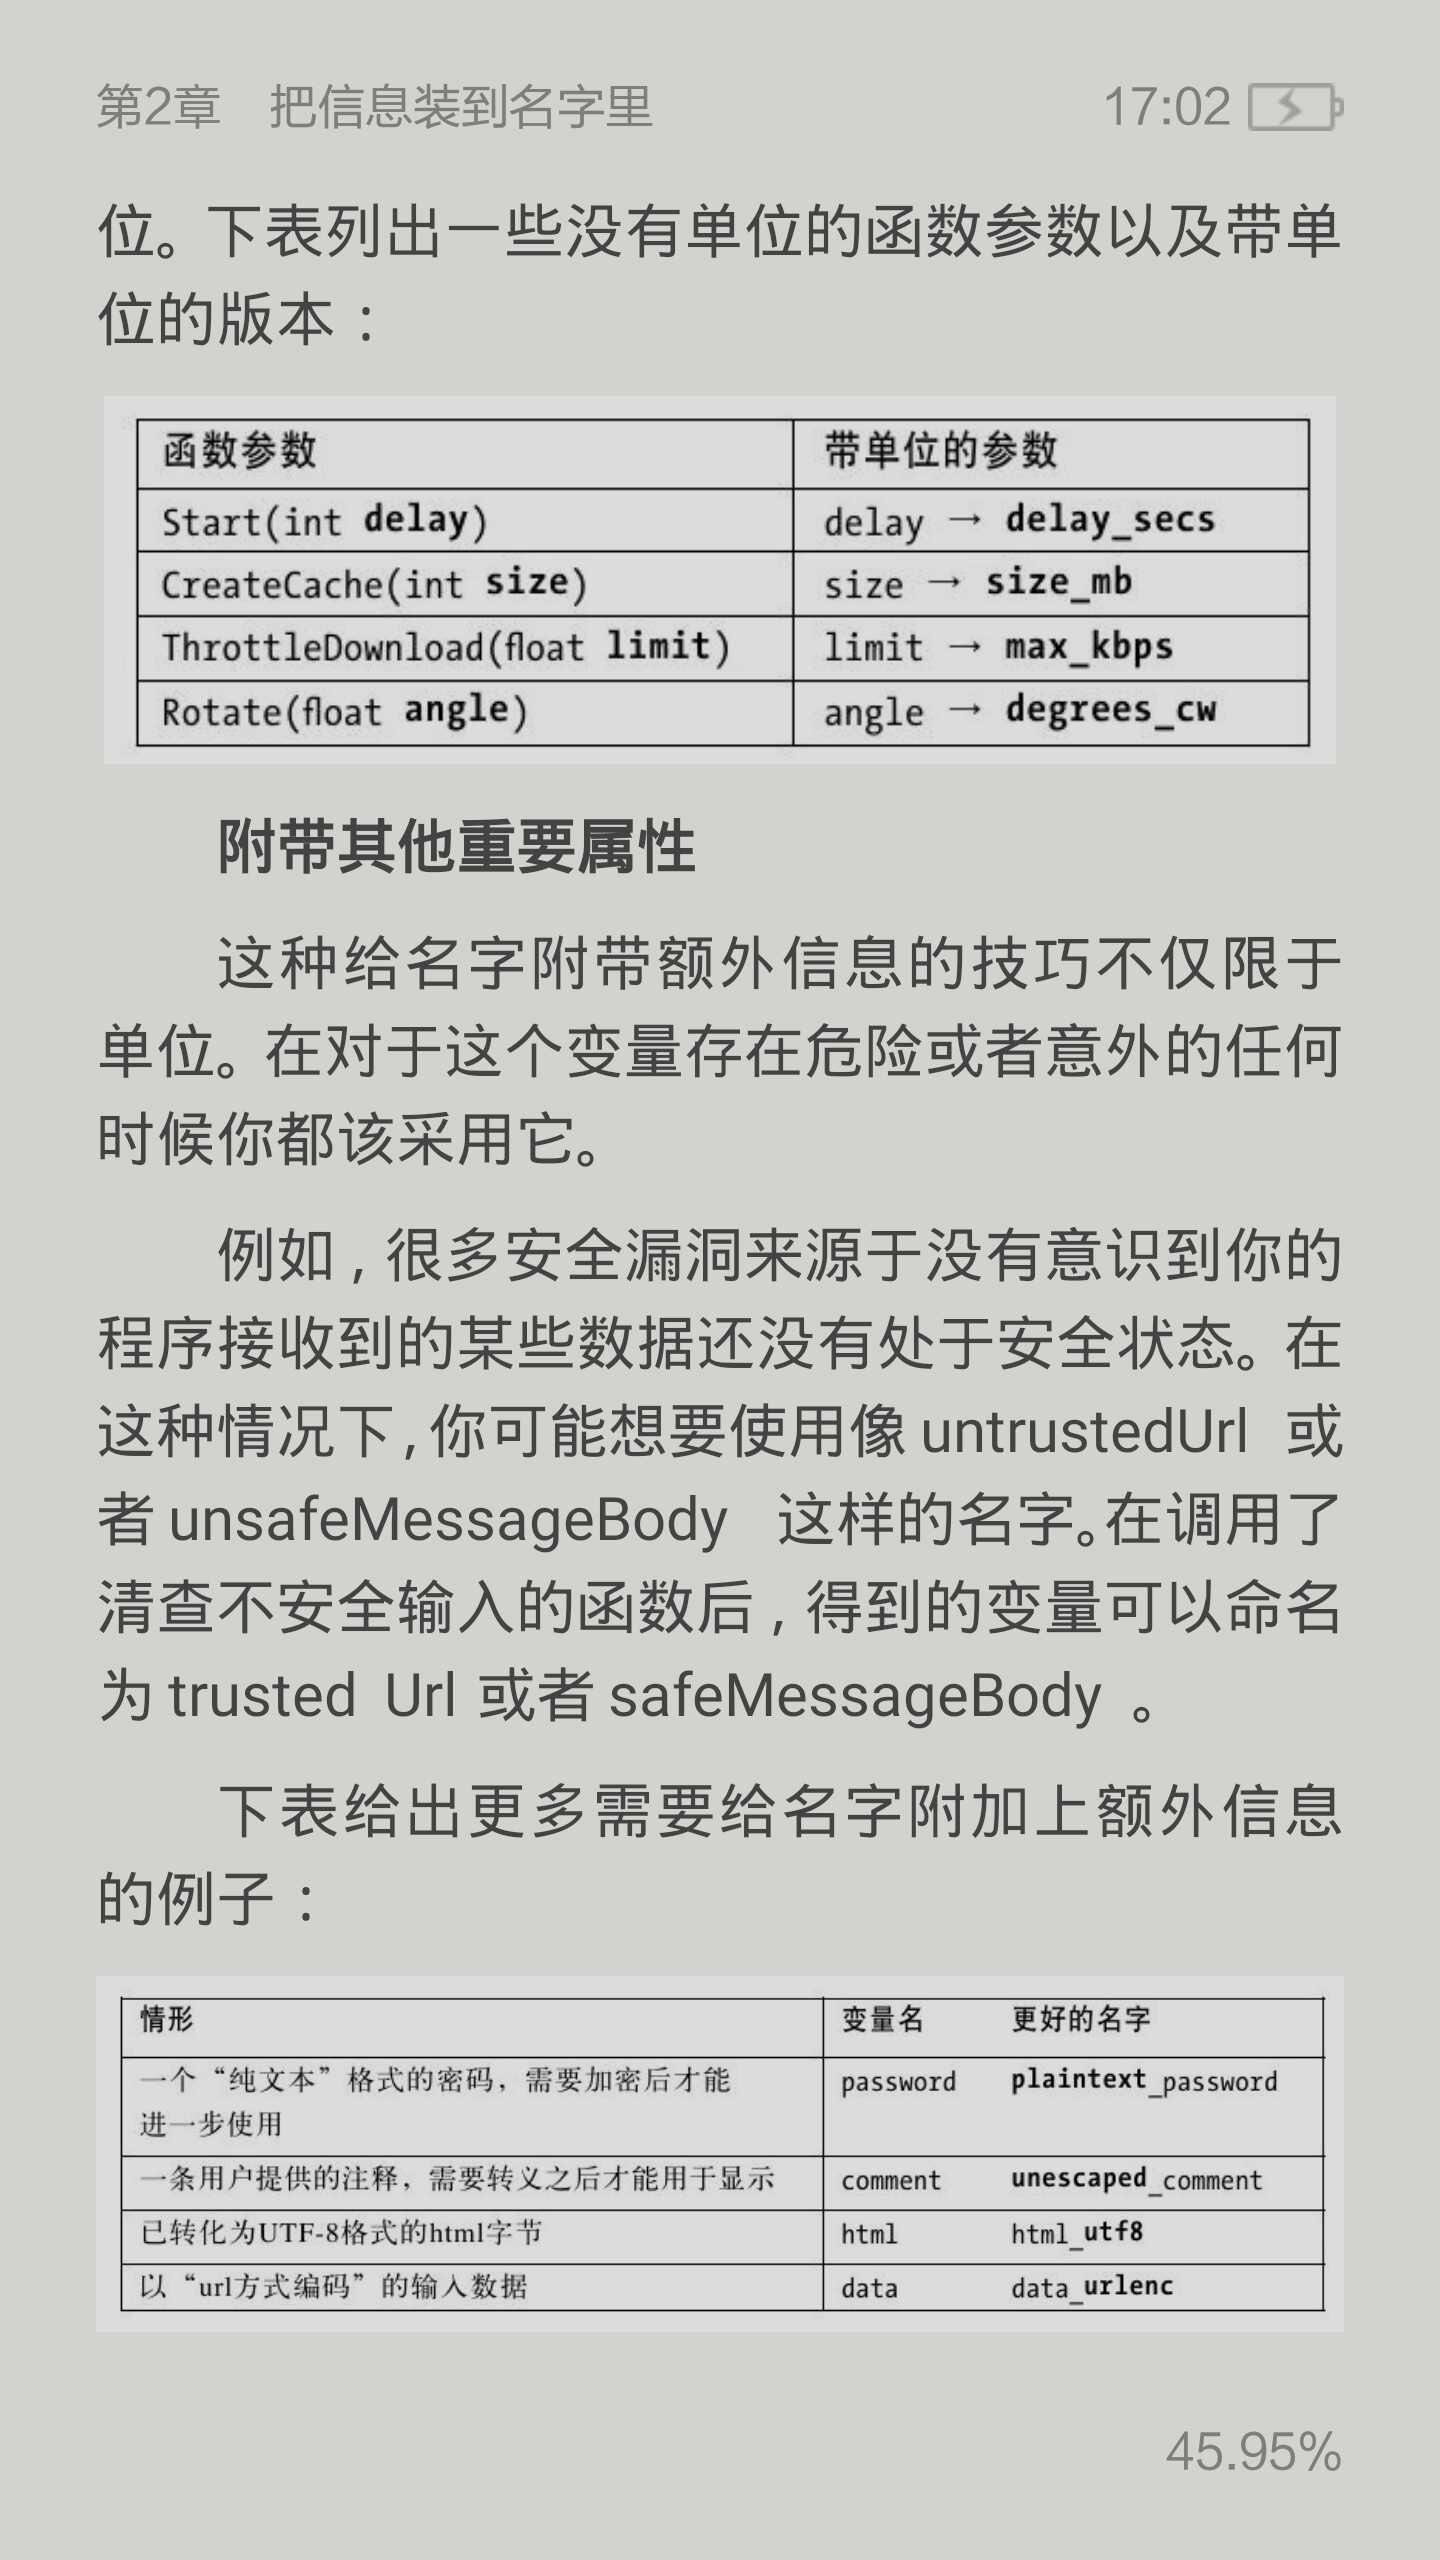 第2章　把信息装到名字里
17:02
位。下表列出一些没有单位的函数参数以及带单
位的版本：
函数参数 带单位的参数
Start(int delay) delay → delay_secs
CreateCache(int size) size → size_mb
ThrottleDownload(float limit) limit → max_kbps
Rotate(float angle) angle → degrees_cw
附带其他重要属性
这种给名字附带额外信息的技巧不仅限于
单位。在对于这个变量存在危险或者意外的任何
时候你都该采用它。
例如，很多安全漏洞来源于没有意识到你的
程序接收到的某些数据还没有处于安全状态。在
这种情况下，你可能想要使用像 untrustedUrl 或
者 unsafeMessageBody 这样的名字。在调用了
清查不安全输入的函数后，得到的变量可以命名
为 trusted Url 或者 safeMessageBody 。
下表给出更多需要给名字附加上额外信息
的例子：
情形 变量名 更好的名字
一个“纯文本”格式的密码，需要加密后才能 password plaintext_password
进一步使用
一条用户提供的注释，需要转义之后才能用于显示 comment unescaped_comment
已转化为UTF-8格式的html字节 html html_utf8
以“url方式编码”的输入数据 data data_urlenc
45.95%